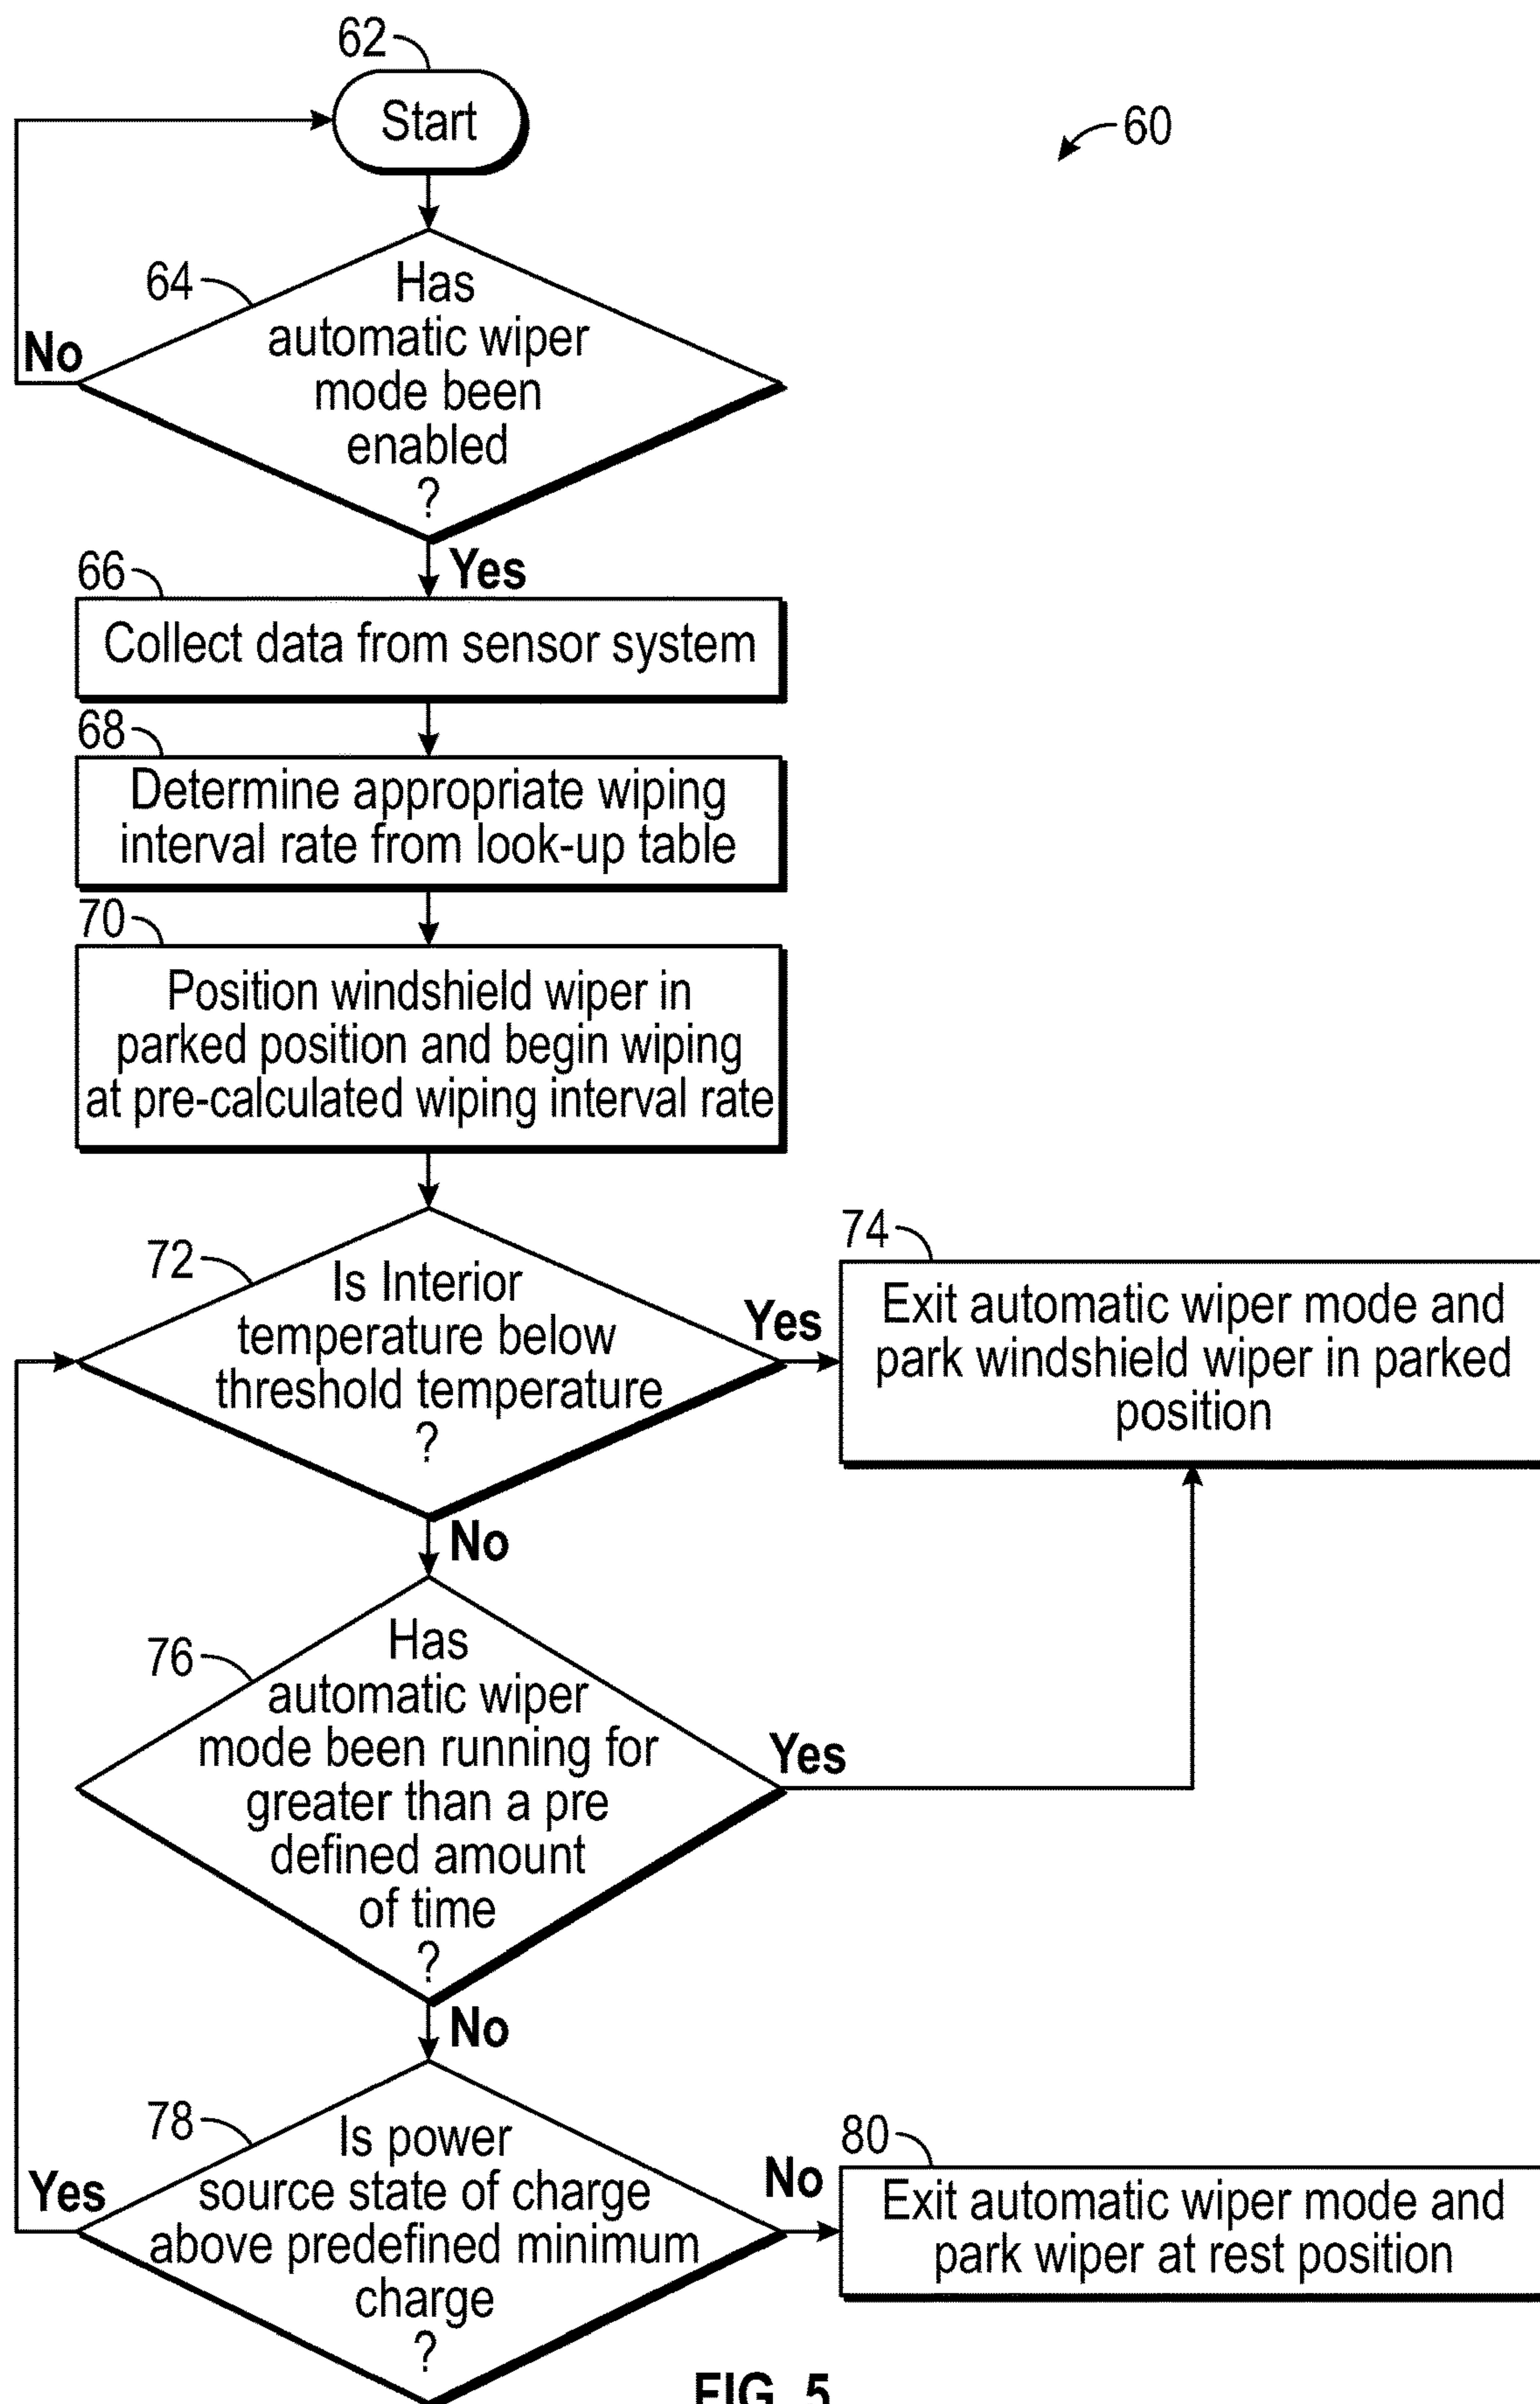 62
Start
60
64
Has
automatic wiper
mode been
enabled
?
No
Yes
66
Collect data from sensor system
68
Determine appropriate wiping
interval rate from look-up table
70
Position windshield wiper in
parked position and begin wiping
at pre-calculated wiping interval rate
72
Is Interior
temperature below
threshold temperature
?
Yes
74
Exit automatic wiper mode and
park windshield wiper in parked
position
No
76
Has
automatic wiper
mode been running for
greater than a pre
defined amount
of time
?
Yes
No
78
Is power
source state of charge
above predefined minimum
charge
?
Yes
No
80
Exit automatic wiper mode and
park wiper at rest position
FIG. 5